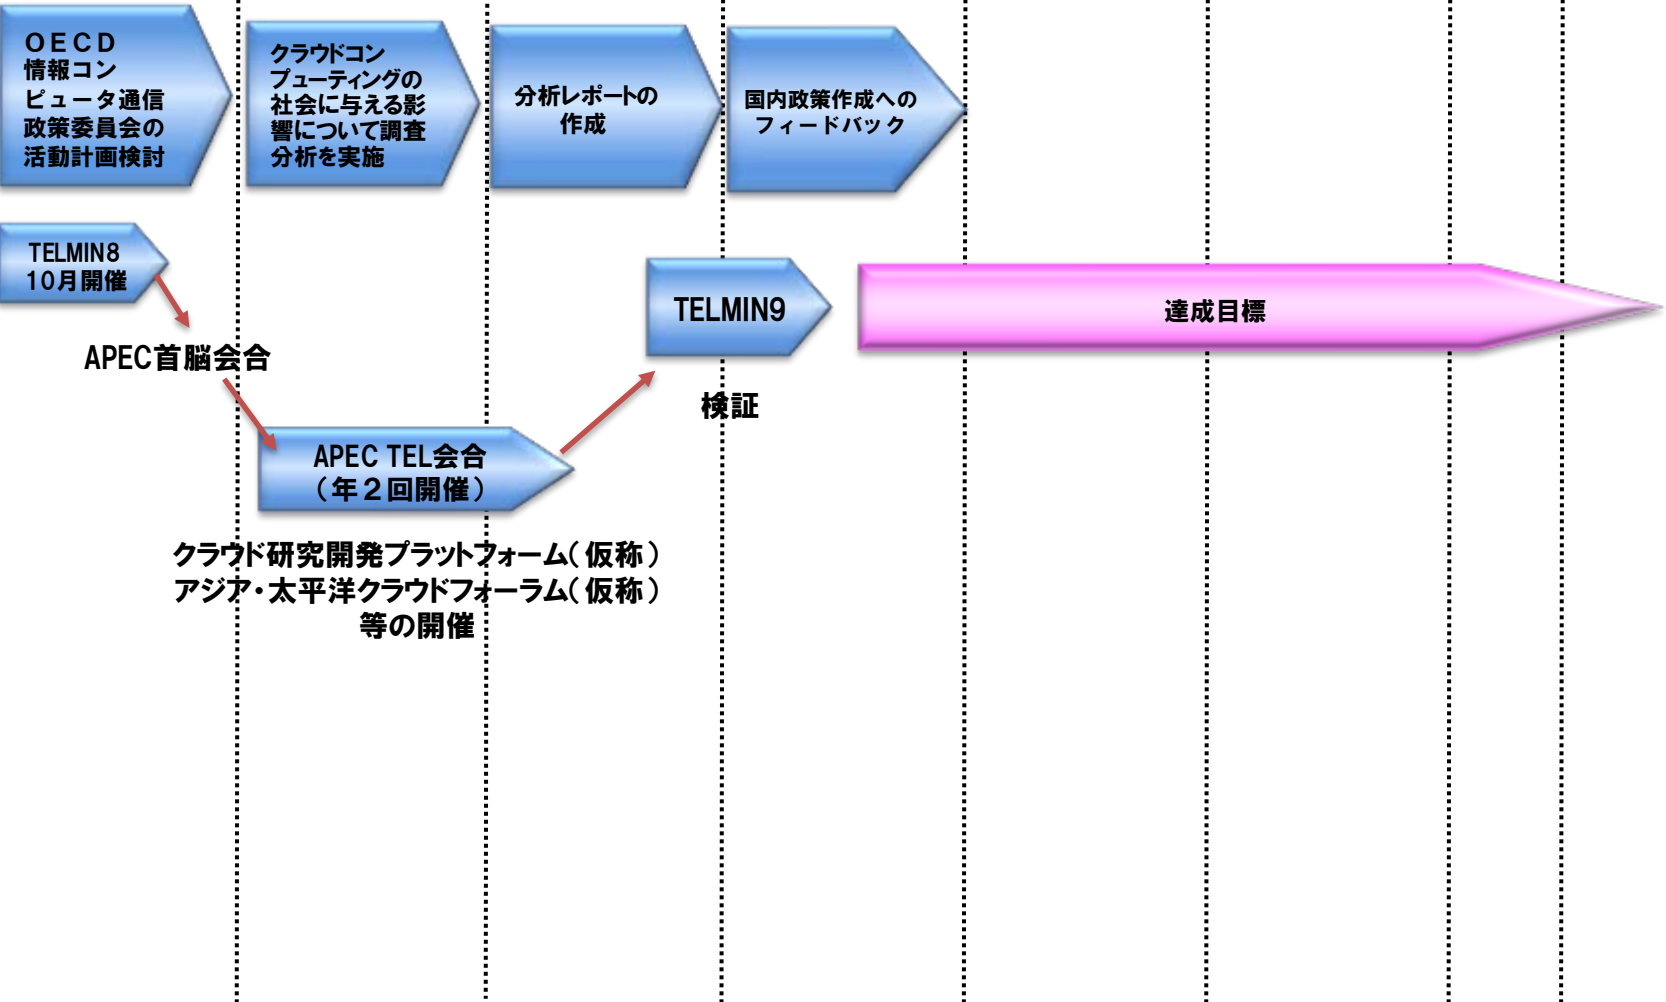 ＯＥＣＤ
情報コン
ピュータ通信
政策委員会の
活動計画検討
クラウドコン
ピューティングの
社会に与える影
響について調査
分析を実施
分析レポートの
作成
国内政策作成への
フィードバック
TELMIN8
10月開催
APEC首脳会合
TELMIN9
検証
達成目標
APEC TEL会合
（年２回開催）
クラウド研究開発プラットフォーム（仮称）
アジア・太平洋クラウドフォーラム（仮称）
等の開催